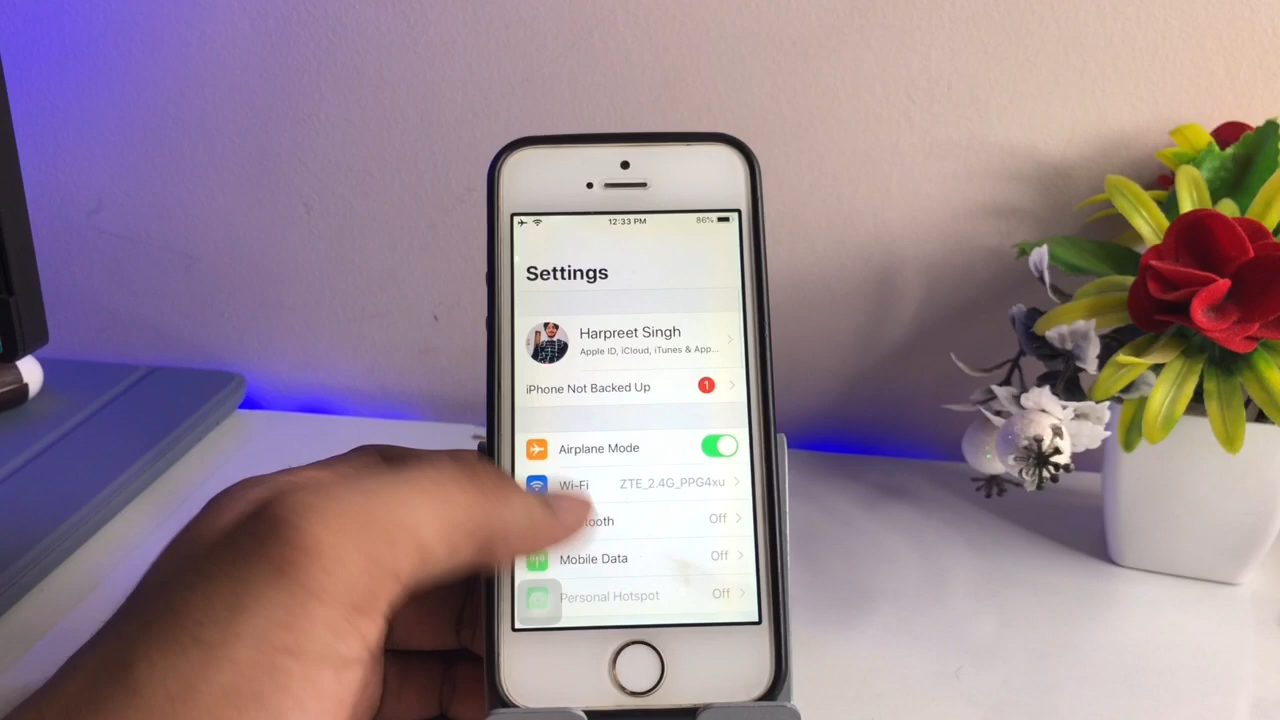 12:33 PM 86%
Settings
Harpreet Singh
Apple ID, iCloud, iTunes & App...
iPhone Not Backed Up 1
Airplane Mode
Wi-Fi ZTE_2.4G_PPG4xu
tooth Off
Mobile Data Off
Personal Hotspot Off